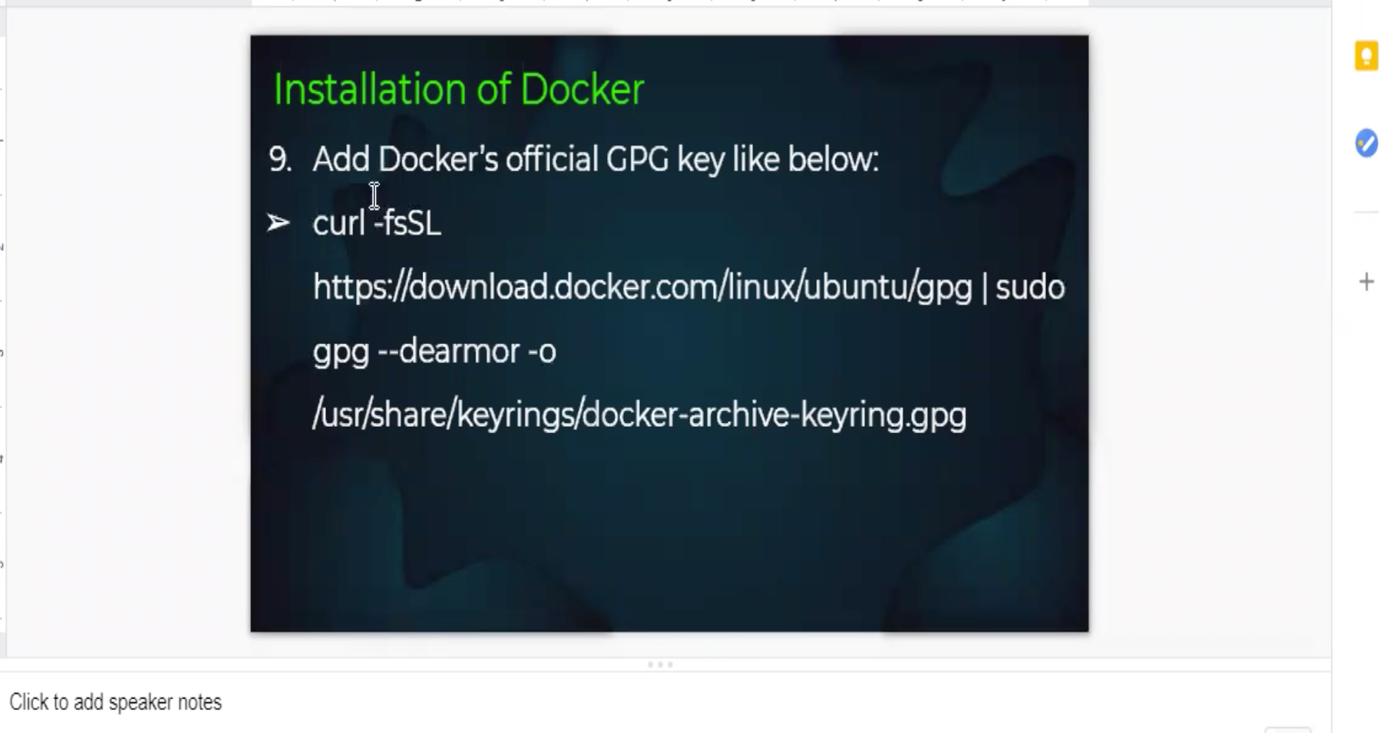 Installation of Docker
9. Add Docker's official GPG key like below:
➢ curl -fsSL
https://download.docker.com/linux/ubuntu/gpg | sudo
gpg --dearmor -o
/usr/share/keyrings/docker-archive-keyring.gpg
Click to add speaker notes